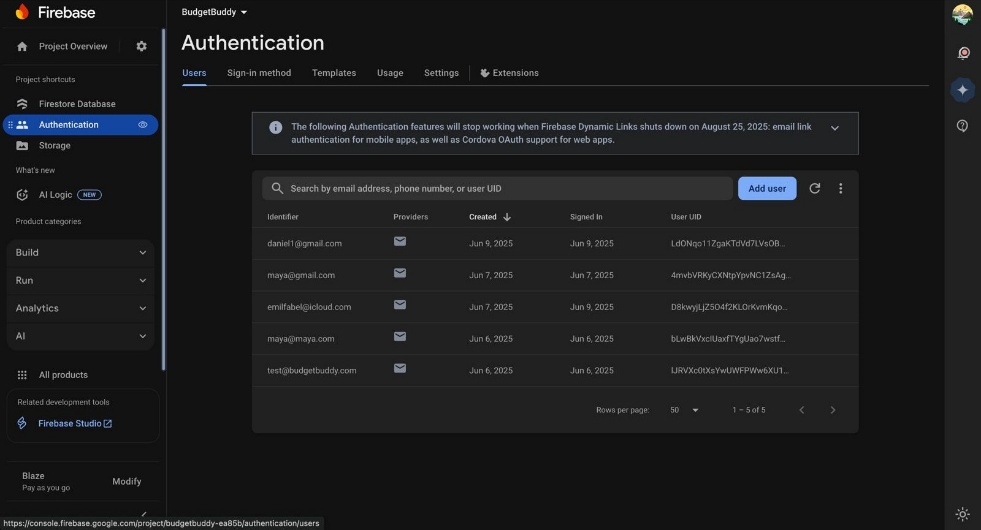 Firebase
BudgetBuddy
Project Overview
Authentication
Users Sign-in method Templates Usage Settings Extensions
Project shortcuts
Firestore Database
Authentication
Storage
What's new
AI Logic NEW
Product categories
Build
Run
Analytics
AI
All products
Related development tools
Firebase Studio
Blaze
Pay as you go
Modify
The following Authentication features will stop working when Firebase Dynamic Links shuts down on August 25, 2025: email link
authentication for mobile apps, as well as Cordova OAuth support for web apps.
Search by email address, phone number, or user UID
Add user
Identifier Providers Created Signed In User UID
daniel1@gmail.com Jun 9, 2025 Jun 9, 2025
maya@gmail.com Jun 7, 2025 Jun 7, 2025
emilfabel@icloud.com Jun 7, 2025 Jun 9, 2025
maya@maya.com Jun 6, 2025 Jun 6, 2025
test@budgetbuddy.com Jun 6, 2025 Jun 6, 2025
Rows per page: 50 1 – 5 of 5
https://console.firebase.google.com/project/budgetbuddy-ea85b/authentication/users